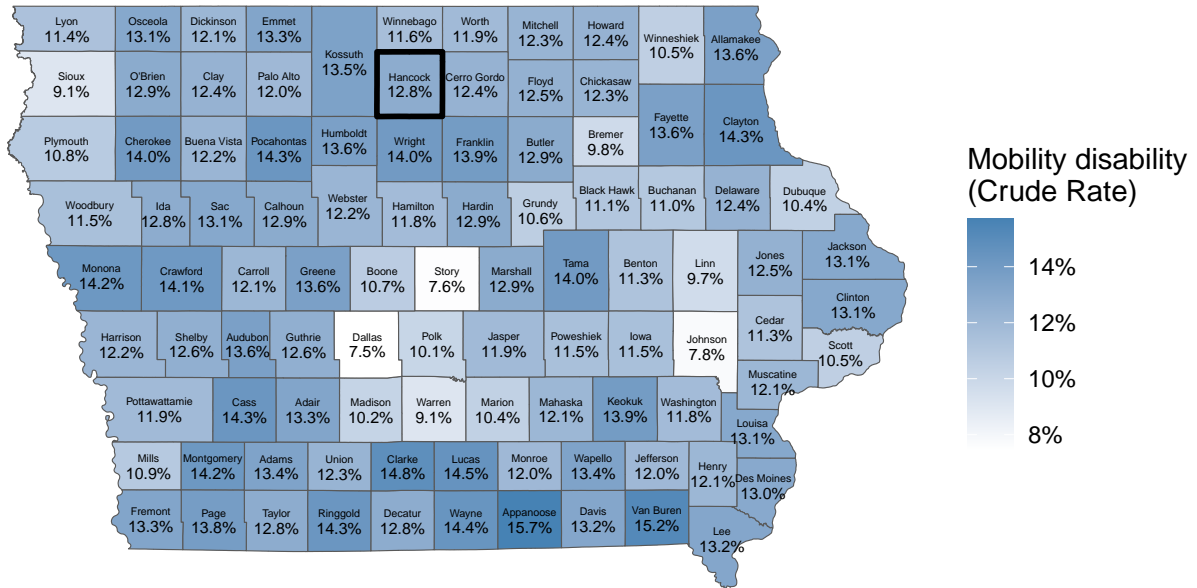 Lyon
11.4%
Osceola
13.1%
Dickinson
12.1%
Emmet
13.3%
Kossuth
13.5%
Winnebago
11.6%
Worth
11.9%
Mitchell
12.3%
Howard
12.4%
Winneshiek
10.5%
Allamakee
13.6%
Sioux
9.1%
O'Brien
12.9%
Clay
12.4%
Palo Alto
12.0%
Hancock
12.8%
Cerro Gordo
12.4%
Floyd
12.5%
Chickasaw
12.3%
Fayette
13.6%
Clayton
14.3%
Plymouth
10.8%
Cherokee
14.0%
Buena Vista
12.2%
Pocahontas
14.3%
Humboldt
13.6%
Wright
14.0%
Franklin
13.9%
Butler
12.9%
Bremer
9.8%
Woodbury
11.5%
Ida
12.8%
Sac
13.1%
Calhoun
12.9%
Webster
12.2%
Hamilton
11.8%
Hardin
12.9%
Grundy
10.6%
Black Hawk
11.1%
Buchanan
11.0%
Delaware
12.4%
Dubuque
10.4%
Monona
14.2%
Crawford
14.1%
Carroll
12.1%
Greene
13.6%
Boone
10.7%
Story
7.6%
Marshall
12.9%
Tama
14.0%
Benton
11.3%
Linn
9.7%
Jones
12.5%
Jackson
13.1%
Clinton
13.1%
Harrison
12.2%
Shelby
12.6%
Audubon
13.6%
Guthrie
12.6%
Dallas
7.5%
Polk
10.1%
Jasper
11.9%
Poweshiek
11.5%
Iowa
11.5%
Johnson
7.8%
Cedar
11.3%
Scott
10.5%
Muscatine
12.1%
Pottawattamie
11.9%
Cass
14.3%
Adair
13.3%
Madison
10.2%
Warren
9.1%
Marion
10.4%
Mahaska
12.1%
Keokuk
13.9%
Washington
11.8%
Louisa
13.1%
Mills
10.9%
Montgomery
14.2%
Adams
13.4%
Union
12.3%
Clarke
14.8%
Lucas
14.5%
Monroe
12.0%
Wapello
13.4%
Jefferson
12.0%
Henry
12.1%
Des Moines
13.0%
Fremont
13.3%
Page
13.8%
Taylor
12.8%
Ringgold
14.3%
Decatur
12.8%
Wayne
14.4%
Appanoose
15.7%
Davis
13.2%
Van Buren
15.2%
Lee
13.2%
Mobility disability
(Crude Rate)
14%
12%
10%
8%